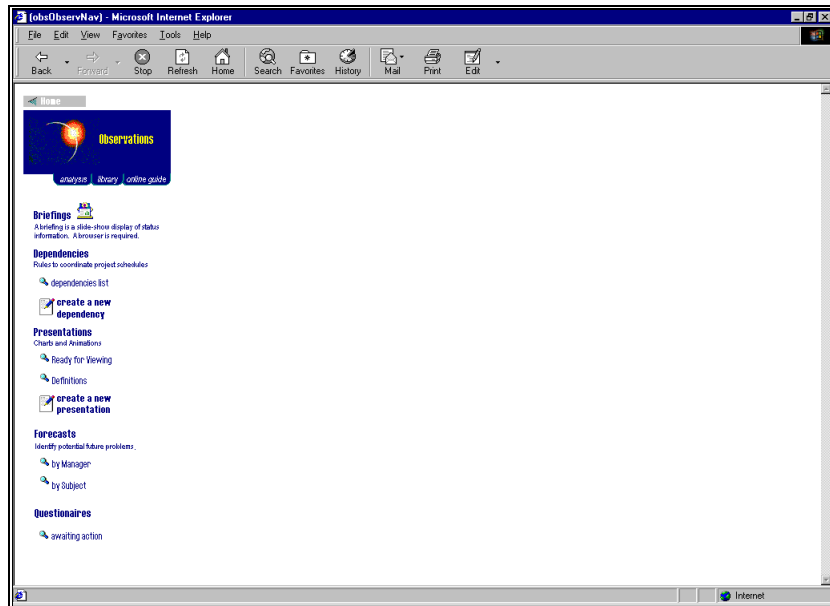 (obsObservNav) - Microsoft Internet Explorer
File Edit View Favorites Tools Help
Back Forward Stop Refresh Home Search Favorites History Mail Print Edit
Home
Observations
analysis library online guide
Briefings
A briefing is a slide-show display of status
information. A browser is required.
Dependencies
Rules to coordinate project schedules
dependencies list
create a new
dependency
Presentations
Charts and Animations
Ready for Viewing
Definitions
create a new
presentation
Forecasts
Identify potential future problems.
by Manager
by Subject
Questionaires
awaiting action
Internet